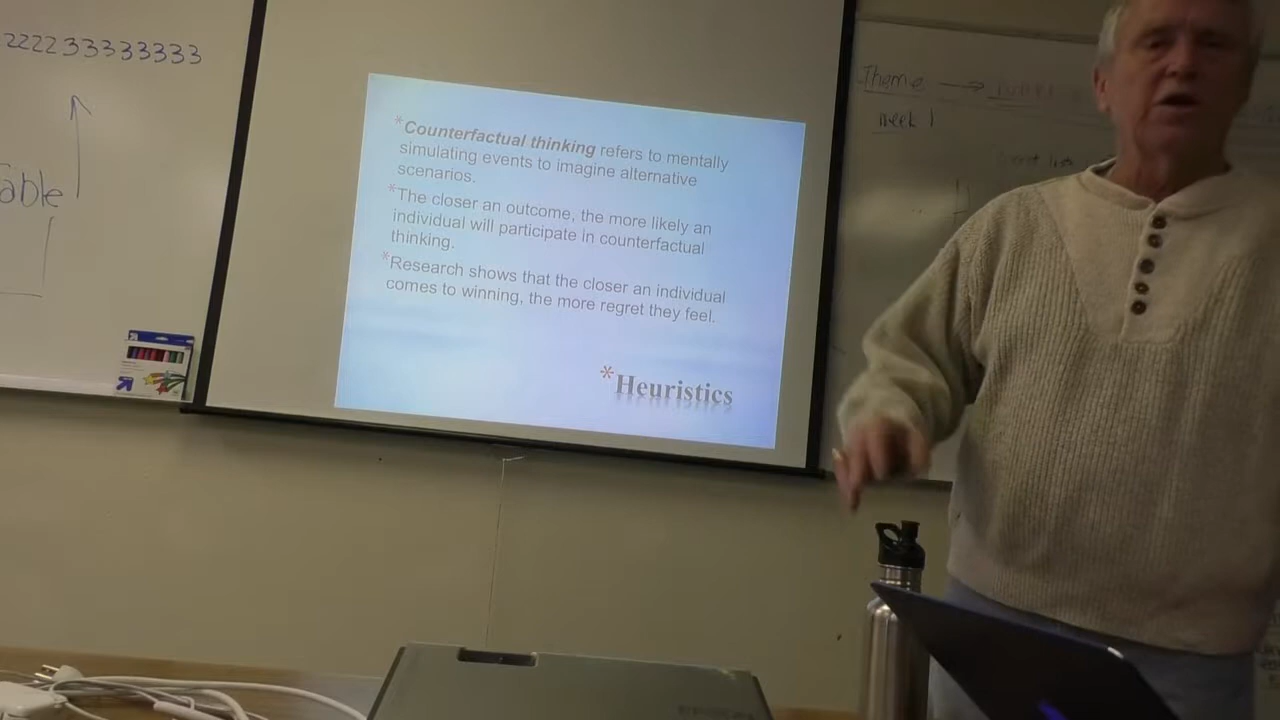 222233333333
able
*Counterfactual thinking refers to mentally
simulating events to imagine alternative
scenarios.
*The closer an outcome, the more likely an
individual will participate in counterfactual
thinking.
*Research shows that the closer an individual
comes to winning, the more regret they feel.
*Heuristics
Theme →
week 1